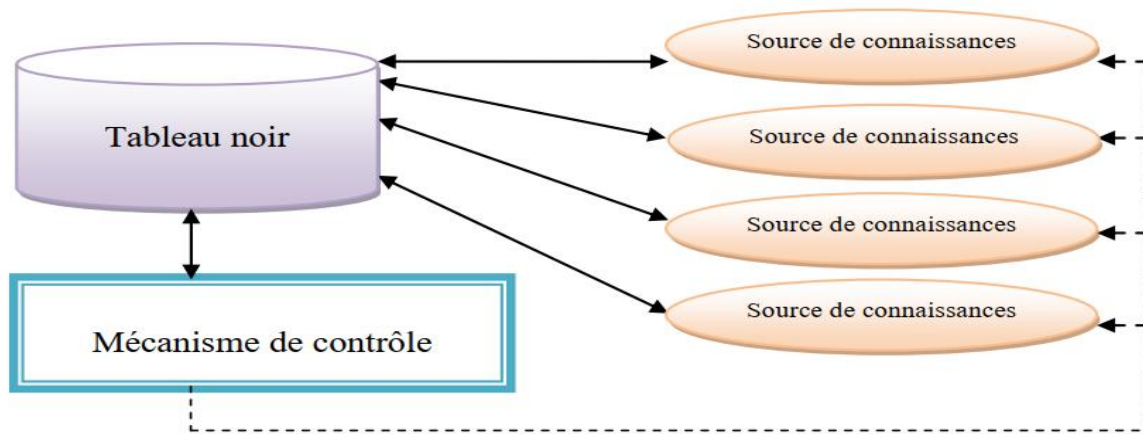 Source de connaissances
Tableau noir
Source de connaissances
Source de connaissances
Source de connaissances
Mécanisme de contrôle